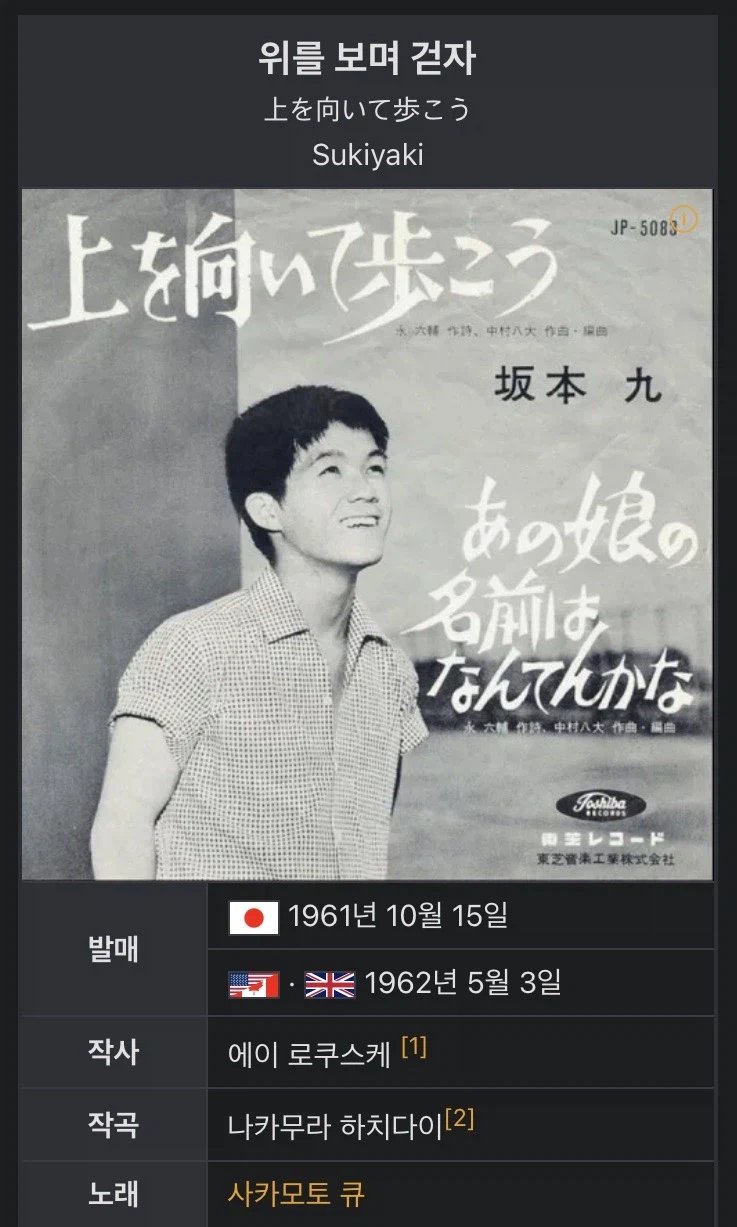 위를 보며 걷자
上を向いて歩こう
Sukiyaki
上を向いて歩こう
JP-5083
永 六輔 作詩、中村八大 作曲・編曲
坂本 九
あの娘の
名前は
なんてんかな
永 六輔 作詩、中村八大 作曲・編曲
Toshiba
RECORDS
東芝レコード
東芝音楽工業株式会社
발매
1961년 10월 15일
· 1962년 5월 3일
작사
에이 로쿠스케 [1]
작곡
나카무라 하치다이[2]
노래
사카모토 큐